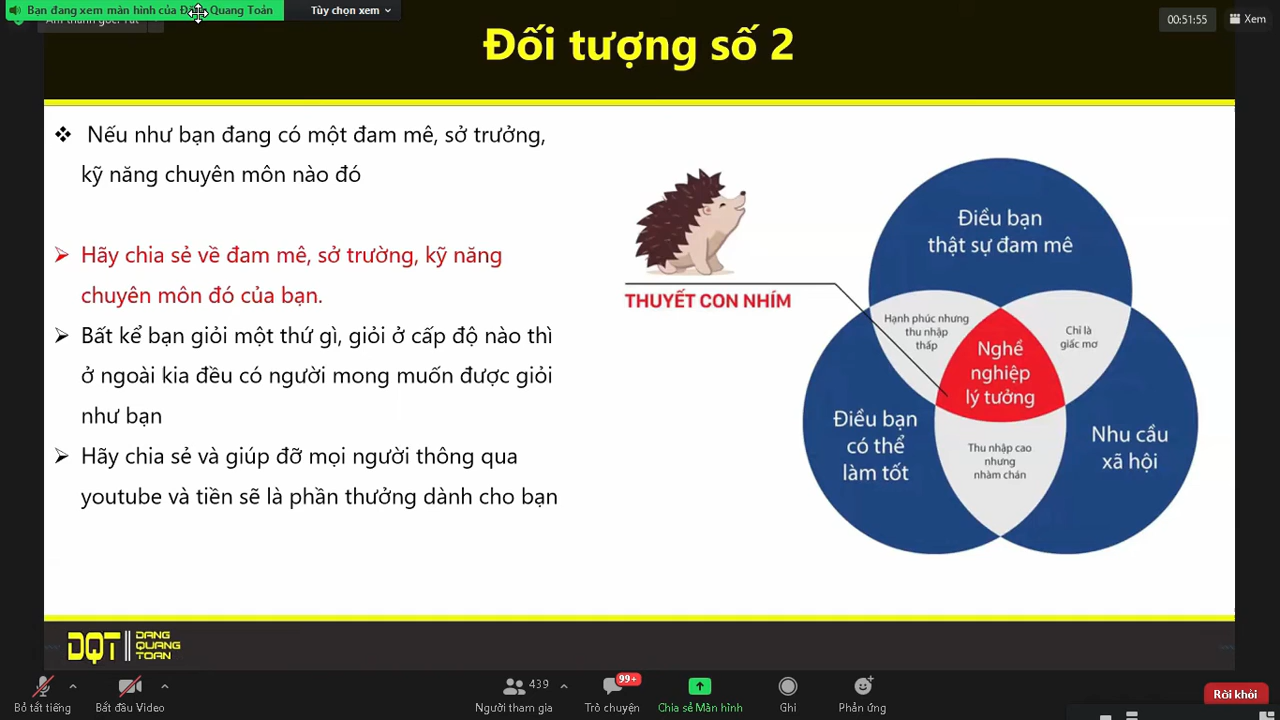 Bạn đang xem màn hình của Đặng Quang Toản
Tùy chọn xem
Âm thanh gốc: Tắt
00:51:55
Xem
Đối tượng số 2
❖ Nếu như bạn đang có một đam mê, sở trưởng,
kỹ năng chuyên môn nào đó
➢ Hãy chia sẻ về đam mê, sở trường, kỹ năng
chuyên môn đó của bạn.
➢ Bất kể bạn giỏi một thứ gì, giỏi ở cấp độ nào thì
ở ngoài kia đều có người mong muốn được giỏi
như bạn
➢ Hãy chia sẻ và giúp đỡ mọi người thông qua
youtube và tiền sẽ là phần thưởng dành cho bạn
THUYẾT CON NHÍM
Điều bạn
thật sự đam mê
Hạnh phúc nhưng
thu nhập
thấp
Chỉ là
giấc mơ
Nghề
nghiệp
lý tưởng
Điều bạn
có thể
làm tốt
Nhu cầu
xã hội
Thu nhập cao
nhưng
nhàm chán
DQT
DANG
QUANG
TOAN
Bỏ tắt tiếng
Bắt đầu Video
439
Người tham gia
99+
Trò chuyện
Chia sẻ Màn hình
Ghi
Phản ứng
Rời khỏi